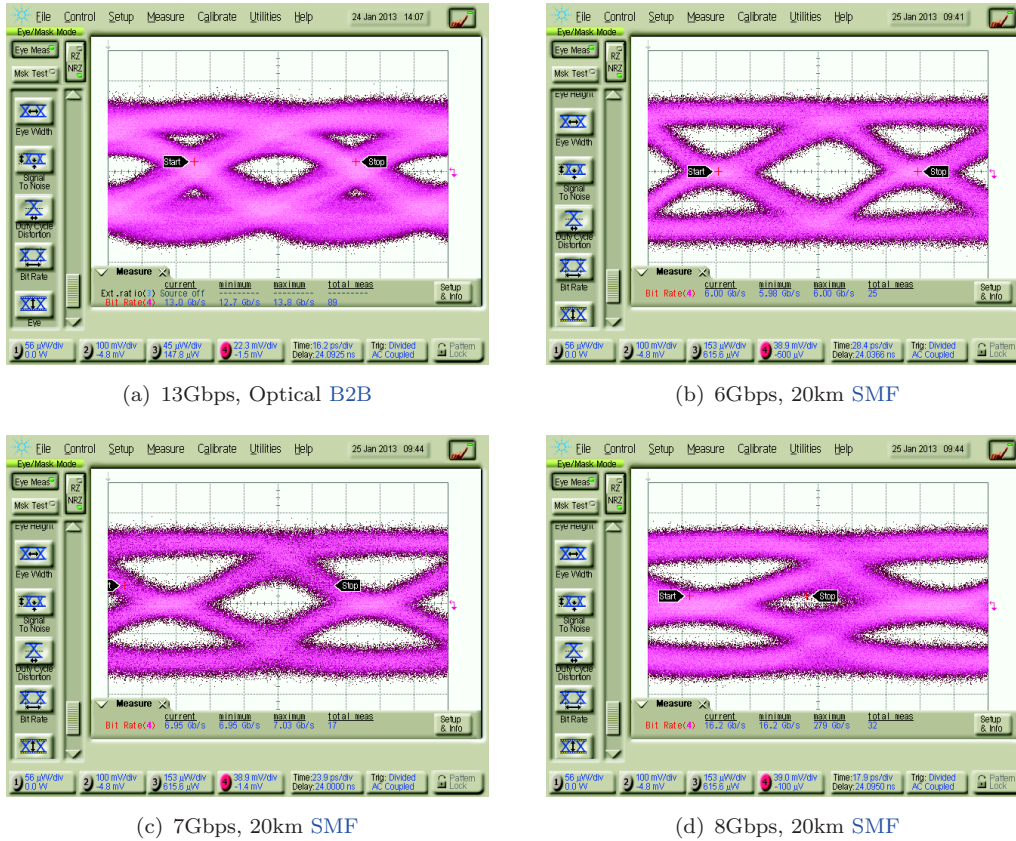 File Control Setup Measure Calibrate Utilities Help 24 Jan 2013 14:07
Eye/Mask Mode
Eye Meas
RZ
NRZ
Msk Test
Eye Width
Signal
To Noise
Duty Cycle
Distortion
Bit Rate
Eye
Start
Stop
Measure
current minimum maximum total meas
Ext.ratio(3) Source off --------- --------- ---------
Bit Rate(4) 13.0 Gb/s 12.7 Gb/s 13.8 Gb/s 89
Setup
& Info
1 56 µW/div 0.0 W
2 100 mV/div -4.8 mV
3 45 µW/div 147.8 µW
4 22.3 mV/div -1.5 mV
Time:16.2 ps/div
Delay:24.0925 ns
Trig: Divided
AC Coupled
Pattern
Lock
(a) 13Gbps, Optical B2B
File Control Setup Measure Calibrate Utilities Help 25 Jan 2013 09:41
Eye/Mask Mode
Eye Meas
RZ
NRZ
Msk Test
Eye Height
Eye Width
Signal
To Noise
Duty Cycle
Distortion
Bit Rate
Start
Stop
Measure
current minimum maximum total meas
Bit Rate(4) 6.00 Gb/s 5.98 Gb/s 6.00 Gb/s 25
Setup
& Info
1 56 µW/div 0.0 W
2 100 mV/div -4.8 mV
3 153 µW/div 615.6 µW
4 38.9 mV/div -500 µV
Time:28.4 ps/div
Delay:24.0366 ns
Trig: Divided
AC Coupled
Pattern
Lock
(b) 6Gbps, 20km SMF
File Control Setup Measure Calibrate Utilities Help 25 Jan 2013 09:44
Eye/Mask Mode
Eye Meas
RZ
NRZ
Msk Test
Eye Height
Eye Width
Signal
To Noise
Duty Cycle
Distortion
Bit Rate
Stop
Measure
current minimum maximum total meas
Bit Rate(4) 6.95 Gb/s 6.95 Gb/s 7.03 Gb/s 17
Setup
& Info
1 56 µW/div 0.0 W
2 100 mV/div -4.8 mV
3 153 µW/div 615.6 µW
4 38.9 mV/div -1.4 mV
Time:23.9 ps/div
Delay:24.0000 ns
Trig: Divided
AC Coupled
Pattern
Lock
(c) 7Gbps, 20km SMF
File Control Setup Measure Calibrate Utilities Help 25 Jan 2013 09:44
Eye/Mask Mode
Eye Meas
RZ
NRZ
Msk Test
Eye Height
Eye Width
Signal
To Noise
Duty Cycle
Distortion
Bit Rate
Start
Stop
Measure
current minimum maximum total meas
Bit Rate(4) 16.2 Gb/s 16.2 Gb/s 279 Gb/s 32
Setup
& Info
1 56 µW/div 0.0 W
2 100 mV/div -4.8 mV
3 153 µW/div 615.6 µW
4 39.0 mV/div -100 µV
Time:17.9 ps/div
Delay:24.0950 ns
Trig: Divided
AC Coupled
Pattern
Lock
(d) 8Gbps, 20km SMF